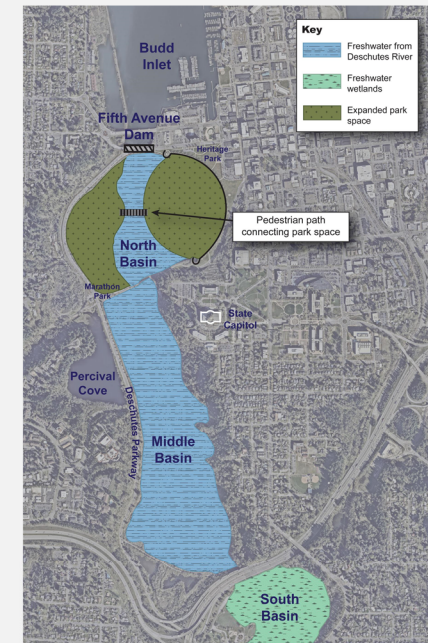 Key
Freshwater from
Deschutes River
Freshwater
wetlands
Expanded park
space
Budd
Inlet
Fifth Avenue
Dam
Heritage
Park
Pedestrian path
connecting park space
North
Basin
Marathon
Park
State
Capitol
Percival
Cove
Deschutes Parkway
Middle
Basin
South
Basin